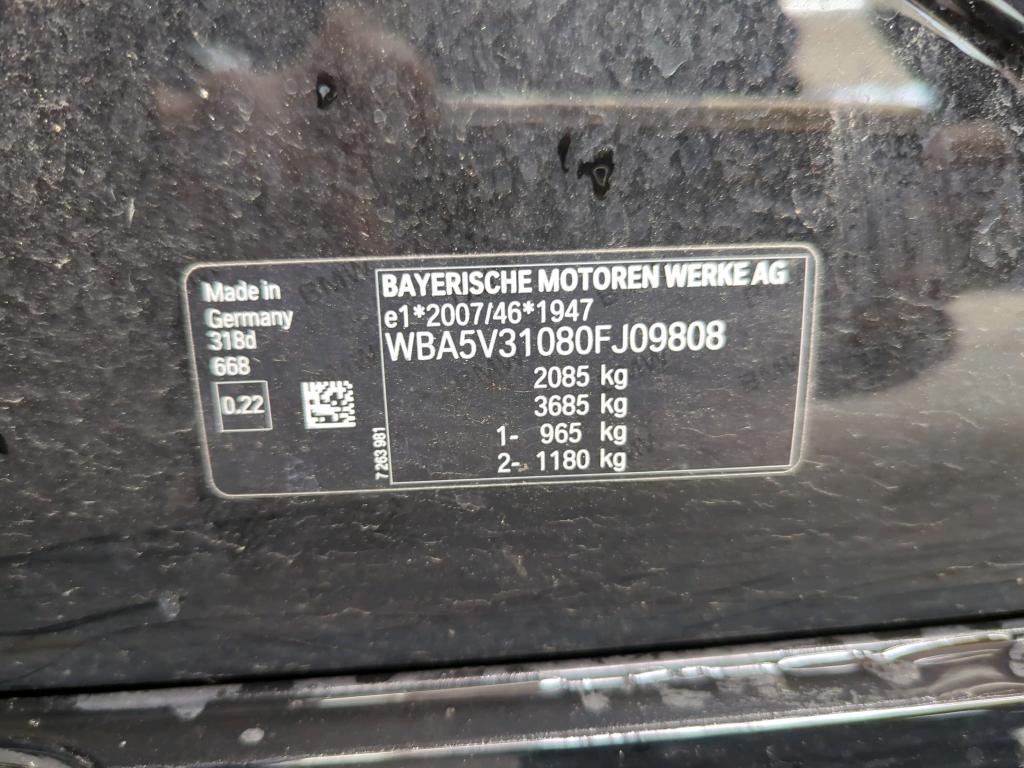 Made in
Germany
318d
668
0.22
7 263 981
BAYERISCHE MOTOREN WERKE AG
e1*2007/46*1947
WBA5V31080FJ09808
2085 kg
3685 kg
1- 965 kg
2- 1180 kg